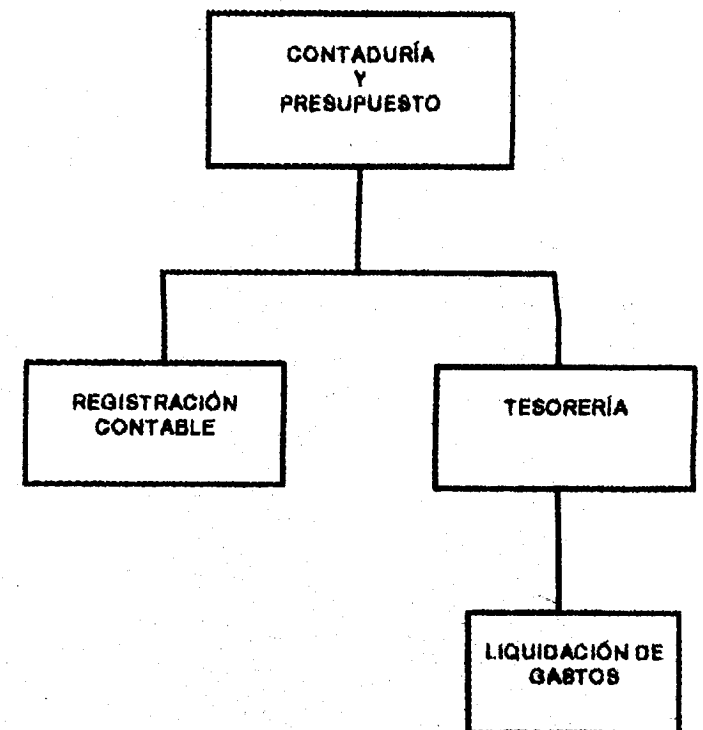 CONTADURÍA
Y
PRESUPUESTO
REGISTRACIÓN
CONTABLE
TESORERÍA
LIQUIDACIÓN DE
GASTOS